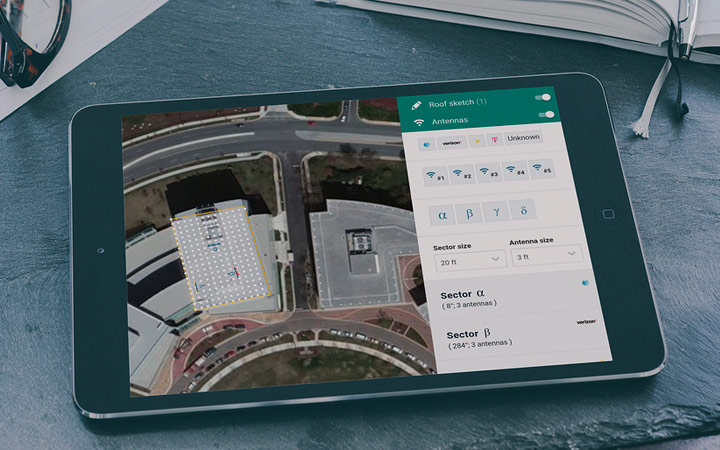 Roof sketch (1)
Antennas
verizon
Unknown
#1 #2 #3 #4 #5
α β γ δ
Sector size Antenna size
20 ft 3 ft
Sector α
( 8°; 3 antennas )
Sector β
verizon
( 284°; 3 antennas )